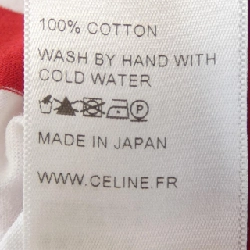 100% COTTON
WASH BY HAND WITH
COLD WATER
MADE IN JAPAN
WWW.CELINE.FR